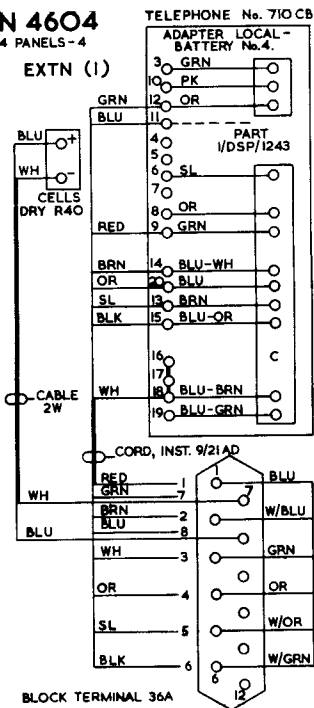 N 4604
4 PANELS-4
EXTN (1)
TELEPHONE No. 710 CB
ADAPTER LOCAL-
BATTERY No.4.
3 GRN
10 PK
GRN 12 OR
BLU 11
4
PART
1/DSP/1243
5
6 SL
7
8 OR
RED 9 GRN
BRN 14 BLU-WH
OR 20 BLU
SL 13 BRN
BLK 15 BLU-OR
16
C
17
WH 18 BLU-BRN
19 BLU-GRN
BLU +
WH -
CELLS
DRY R40
CABLE
2W
CORD, INST. 9/21AD
RED 1 1 BLU
GRN 7 7
WH
BRN 2 W/BLU
BLU 8
BLU
WH 3 GRN
OR 4 OR
SL 5 W/OR
BLK 6 6 W/GRN
12
BLOCK TERMINAL 36A